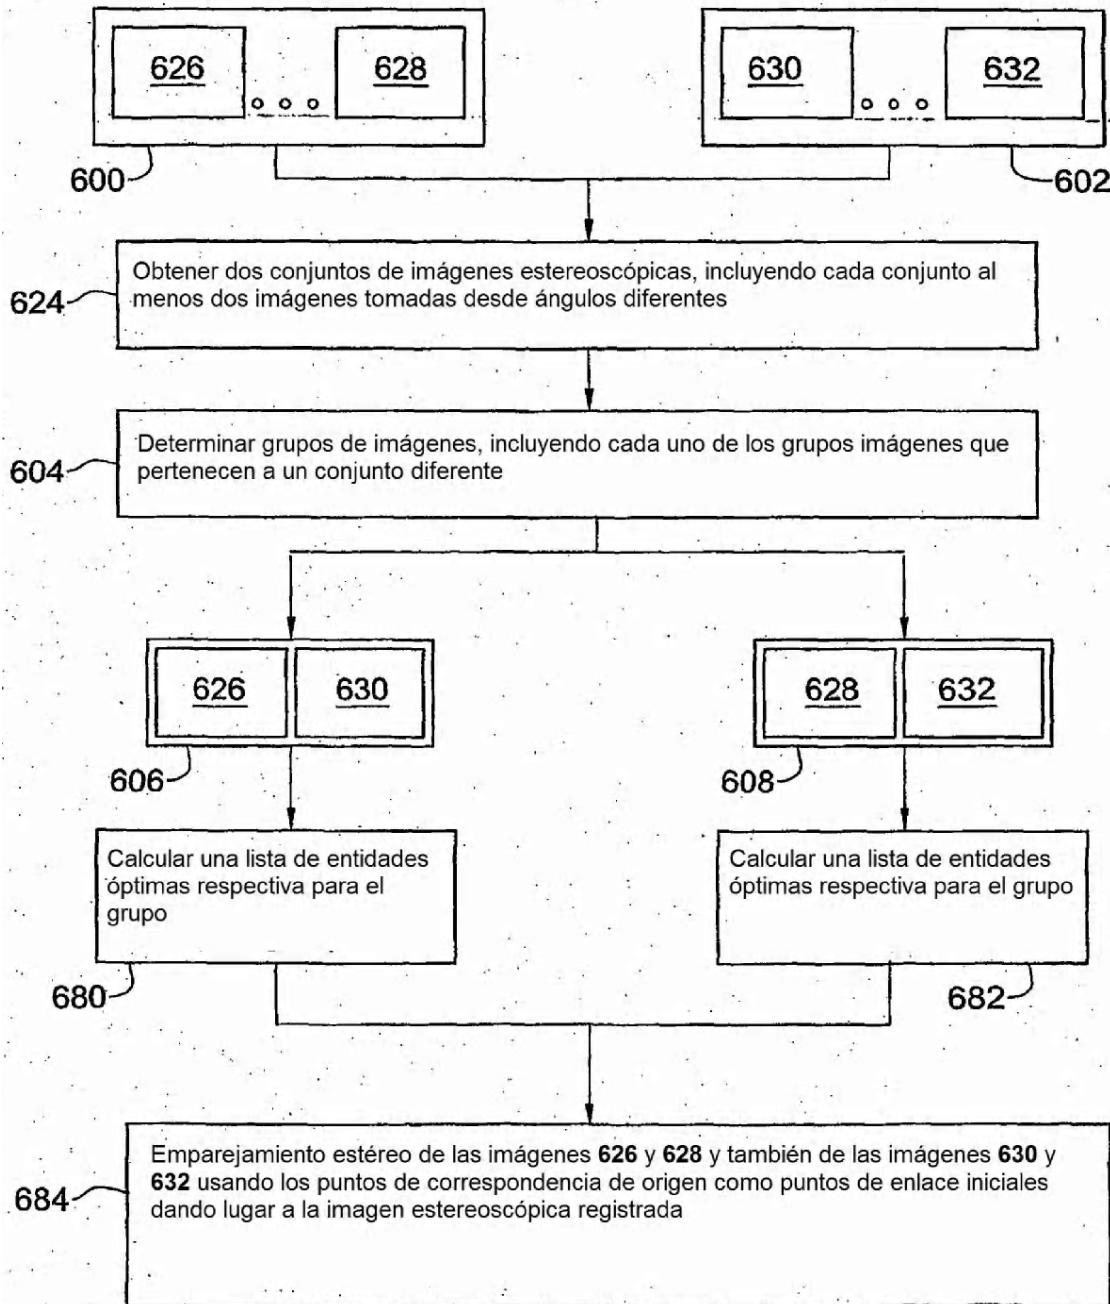 626 628 630 632
600 602
Obtener dos conjuntos de imágenes estereoscópicas, incluyendo cada conjunto al
menos dos imágenes tomadas desde ángulos diferentes
624
Determinar grupos de imágenes, incluyendo cada uno de los grupos imágenes que
pertenecen a un conjunto diferente
604
626 630 628 632
606 608
Calcular una lista de entidades
óptimas respectiva para el
grupo
680
Calcular una lista de entidades
óptimas respectiva para el grupo
682
Emparejamiento estéreo de las imágenes 626 y 628 y también de las imágenes 630 y
632 usando los puntos de correspondencia de origen como puntos de enlace iniciales
dando lugar a la imagen estereoscópica registrada
684